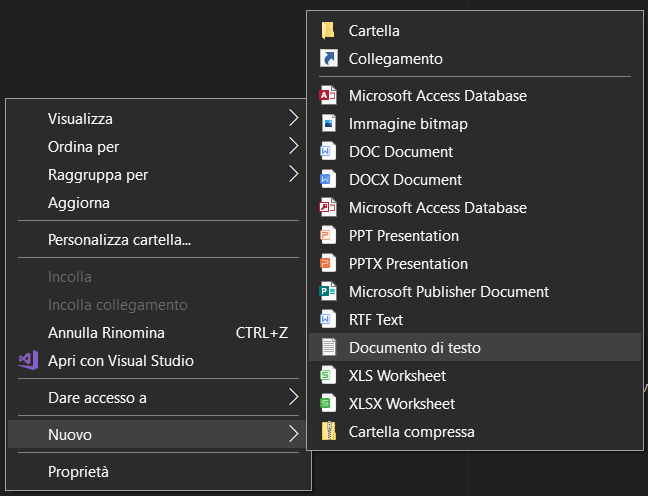 Visualizza
Ordina per
Raggruppa per
Aggiorna
Personalizza cartella...
Incolla
Incolla collegamento
Annulla Rinomina CTRL+Z
Apri con Visual Studio
Dare accesso a
Nuovo
Proprietà
Cartella
Collegamento
Microsoft Access Database
Immagine bitmap
DOC Document
DOCX Document
Microsoft Access Database
PPT Presentation
PPTX Presentation
Microsoft Publisher Document
RTF Text
Documento di testo
XLS Worksheet
XLSX Worksheet
Cartella compressa